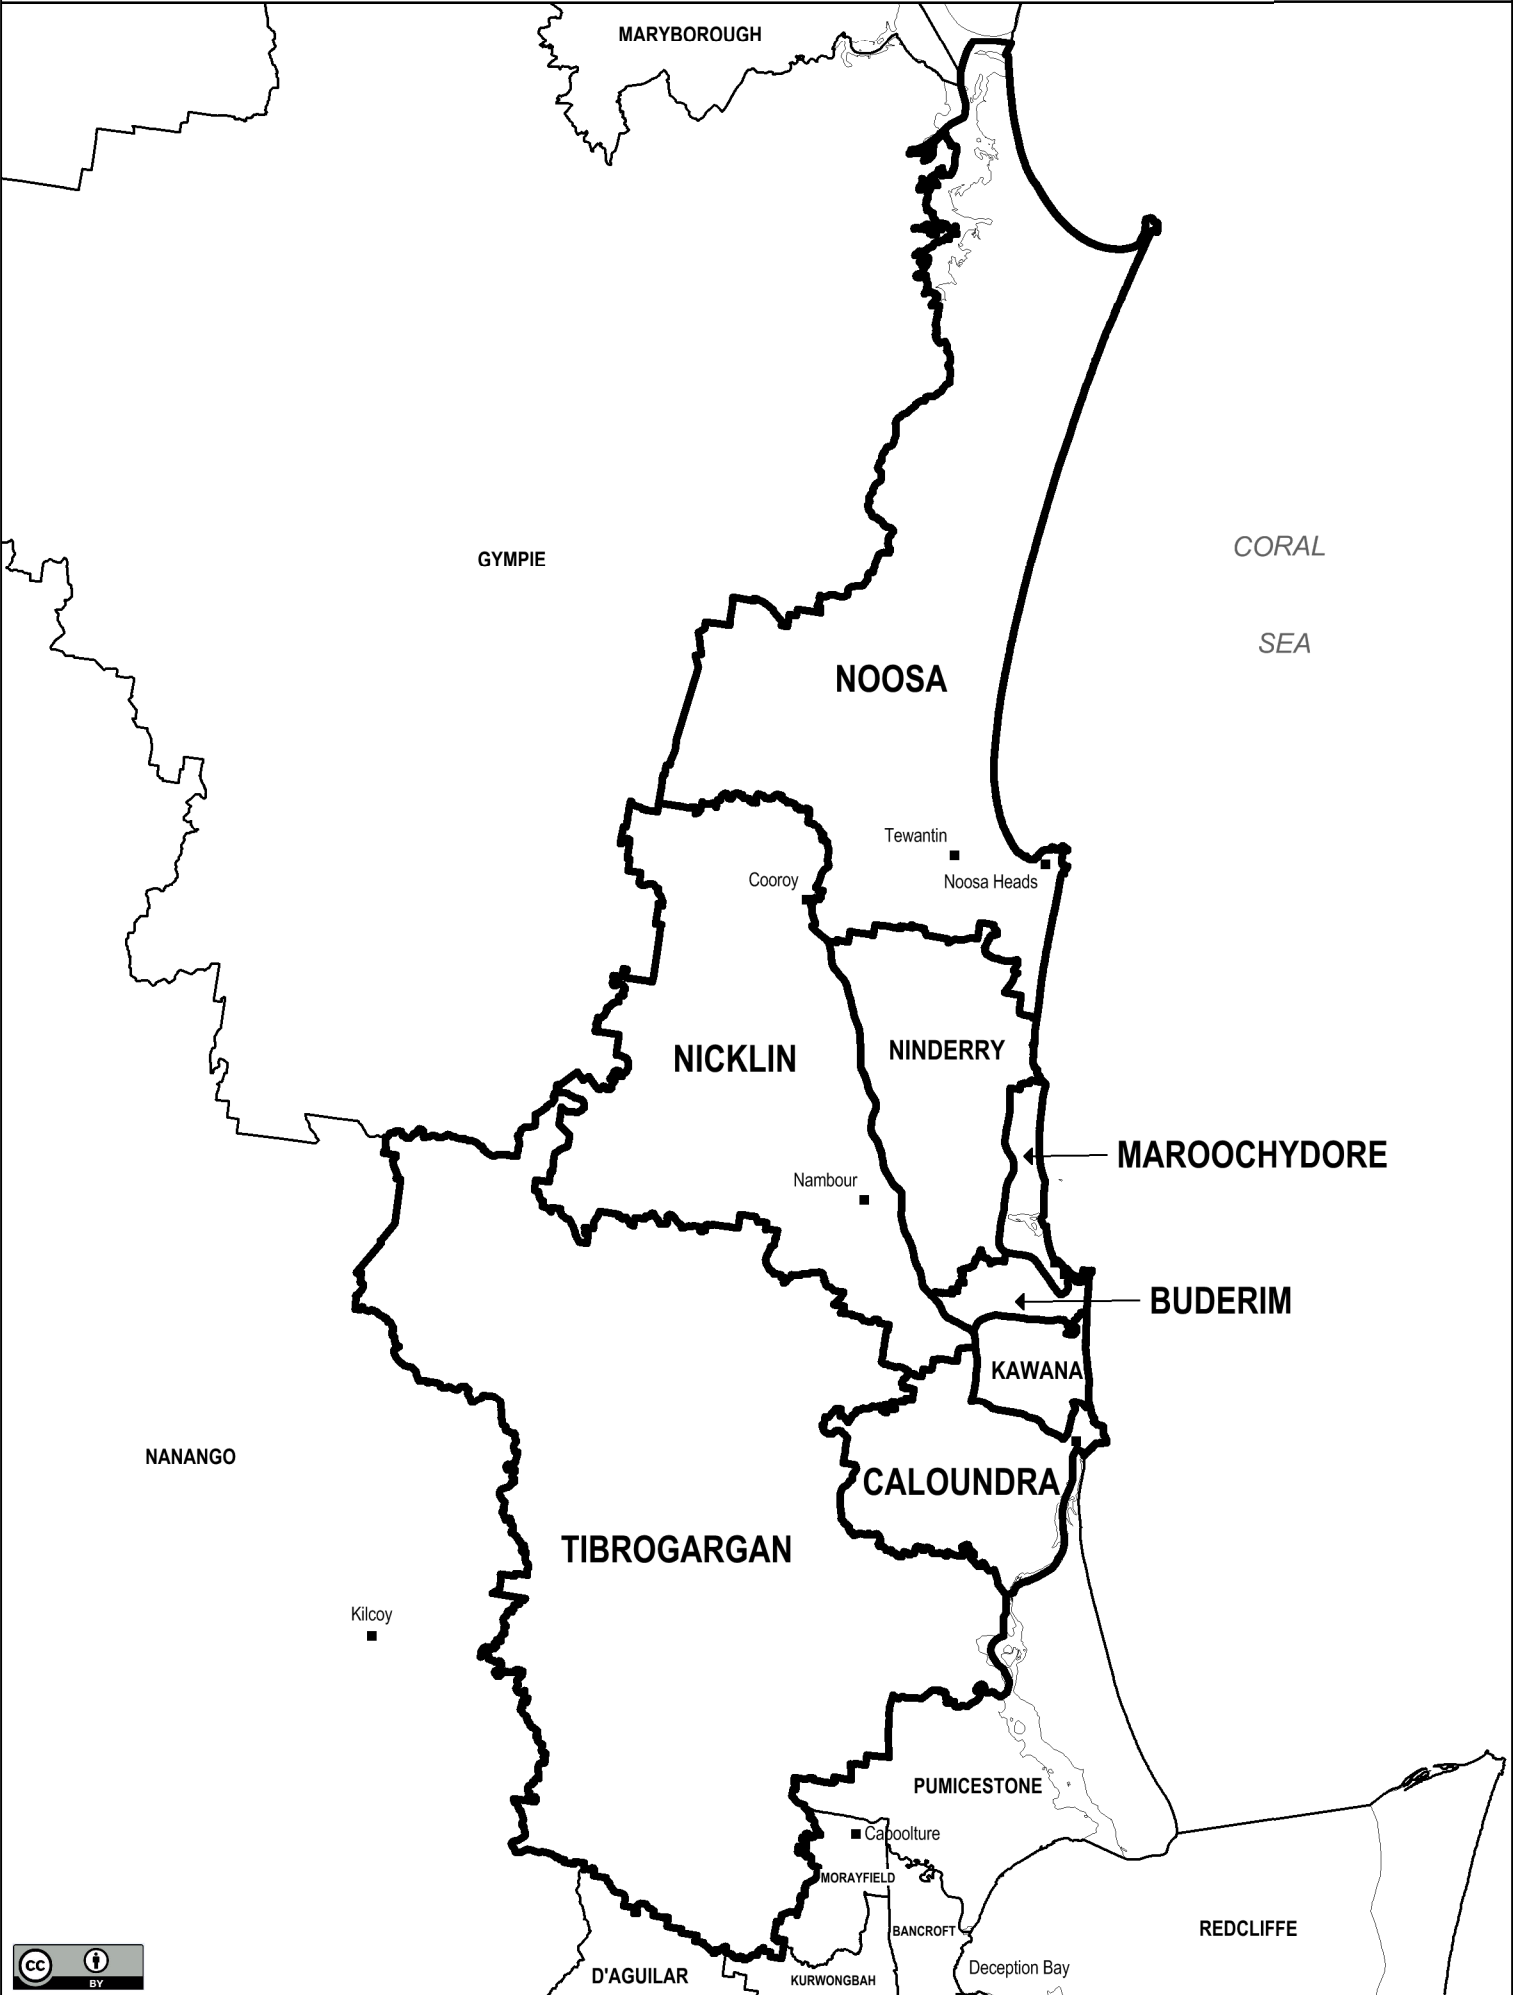 MARYBOROUGH
GYMPIE
CORAL
SEA
NOOSA
Tewantin
Cooroy
Noosa Heads
NICKLIN
NINDERRY
MAROOCHYDORE
Nambour
BUDERIM
KAWANA
NANANGO
CALOUNDRA
TIBROGARGAN
Kilcoy
PUMICESTONE
Caboolture
MORAYFIELD
BANCROFT
REDCLIFFE
Deception Bay
D'AGUILAR
KURWONGBAH
CC
BY